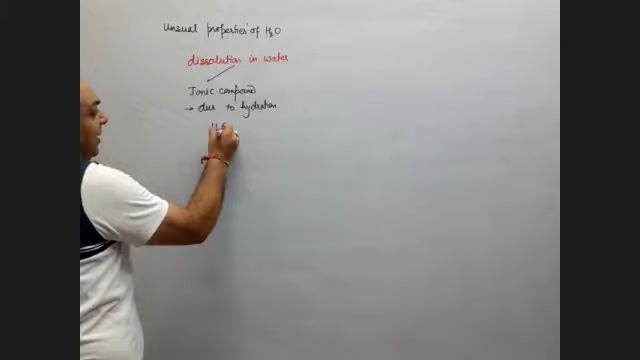 Unusual properties of H₂O
dissolution in water
Ionic compound
→ due to hydration
H